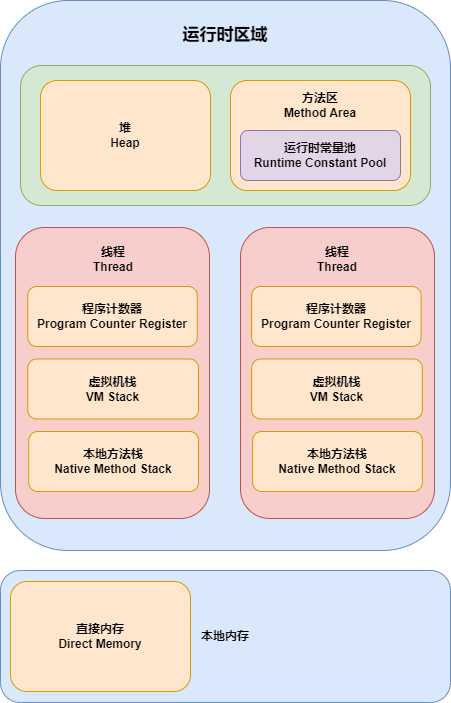 运行时区域
堆
Heap
方法区
Method Area
运行时常量池
Runtime Constant Pool
线程
Thread
程序计数器
Program Counter Register
虚拟机栈
VM Stack
本地方法栈
Native Method Stack
线程
Thread
程序计数器
Program Counter Register
虚拟机栈
VM Stack
本地方法栈
Native Method Stack
直接内存
Direct Memory
本地内存